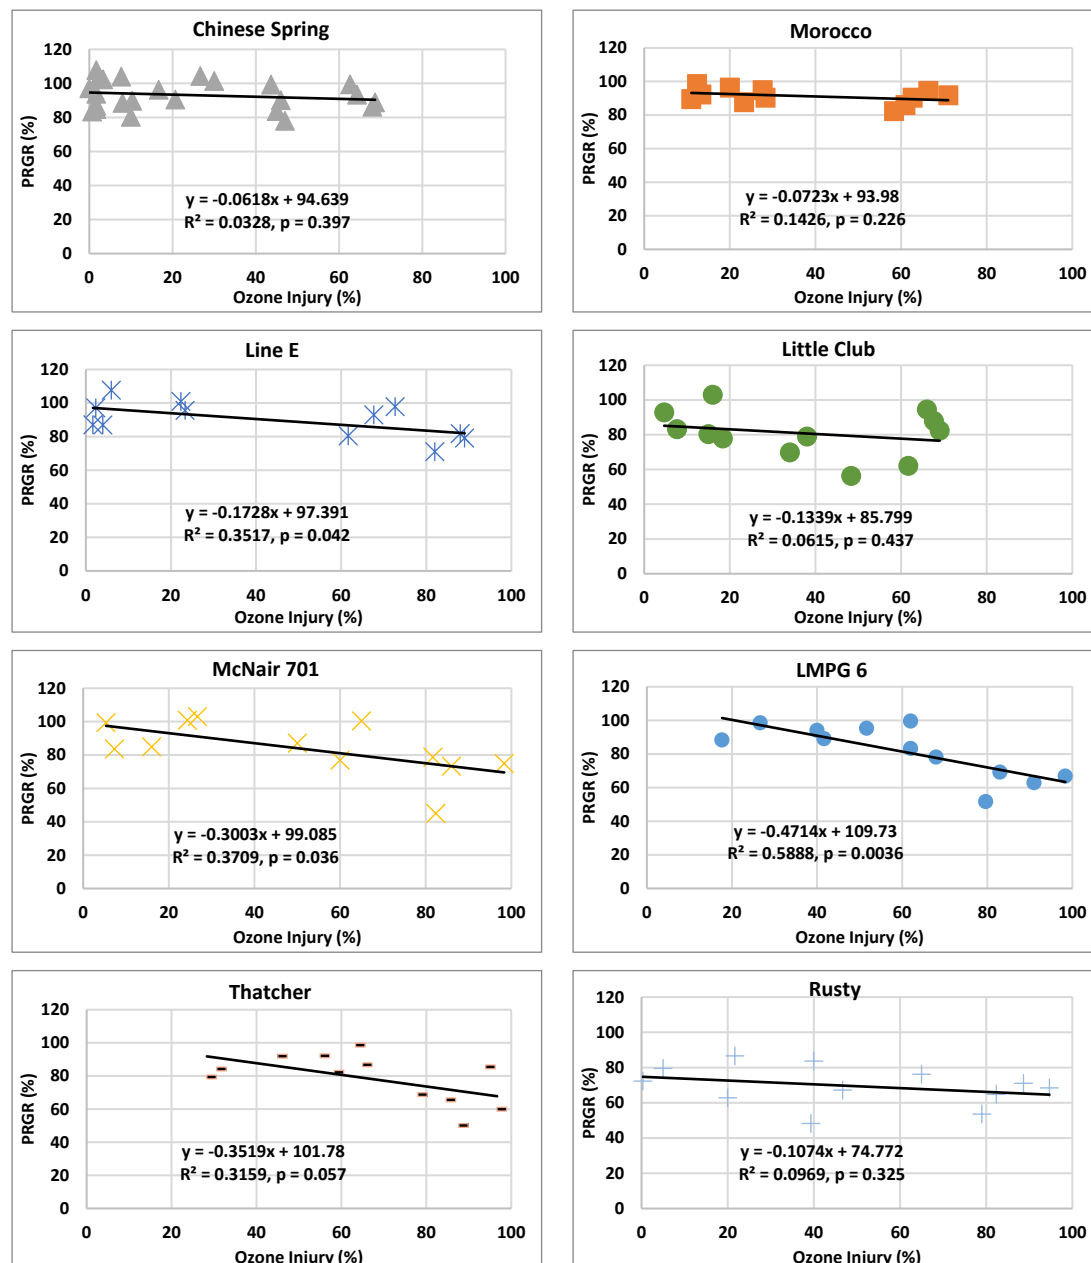 Chinese Spring
120
100
80
60
40
20
0
PRGR (%)
y = -0.0618x + 94.639
R² = 0.0328, p = 0.397
0 20 40 60 80 100
Ozone Injury (%)
Morocco
120
100
80
60
40
20
0
PRGR (%)
y = -0.0723x + 93.98
R² = 0.1426, p = 0.226
0 20 40 60 80 100
Ozone Injury (%)
Line E
120
100
80
60
40
20
0
PRGR (%)
y = -0.1728x + 97.391
R² = 0.3517, p = 0.042
0 20 40 60 80 100
Ozone Injury (%)
Little Club
120
100
80
60
40
20
0
PRGR (%)
y = -0.1339x + 85.799
R² = 0.0615, p = 0.437
0 20 40 60 80 100
Ozone Injury (%)
McNair 701
120
100
80
60
40
20
0
PRGR (%)
y = -0.3003x + 99.085
R² = 0.3709, p = 0.036
0 20 40 60 80 100
Ozone Injury (%)
LMPG 6
120
100
80
60
40
20
0
PRGR (%)
y = -0.4714x + 109.73
R² = 0.5888, p = 0.0036
0 20 40 60 80 100
Ozone Injury (%)
Thatcher
120
100
80
60
40
20
0
PRGR (%)
y = -0.3519x + 101.78
R² = 0.3159, p = 0.057
0 20 40 60 80 100
Ozone Injury (%)
Rusty
120
100
80
60
40
20
0
PRGR (%)
y = -0.1074x + 74.772
R² = 0.0969, p = 0.325
0 20 40 60 80 100
Ozone Injury (%)